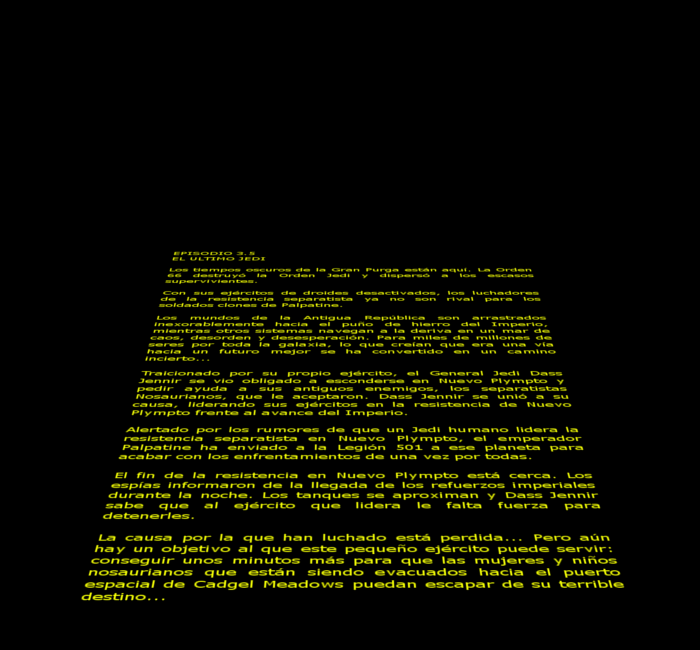 EPISODIO 3.5
EL ULTIMO JEDI
Los tiempos oscuros de la Gran Purga están aqui. La Orden
66 destruyó la Orden Jedi y dispersó a los escasos
supervivientes.
Con sus ejércitos de droides desactivados, los luchadores
de la resistencia separatista ya no son rival para los
soldados clones de Palpatine.
Los mundos de la Antigua República son arrastrados
inexorablemente hacia el puño de hierro del Imperio,
mientras otros sistemas navegan a la deriva en un mar de
caos, desorden y desesperación. Para miles de millones de
seres por toda la galaxia, lo que creían que era una vía
hacia un futuro mejor se ha convertido en un camino
incierto...
Traicionado por su propio ejército, el General Jedi Dass
Jennir se vio obligado a esconderse en Nuevo Plympto y
pedir ayuda a sus antiguos enemigos, los separatistas
Nosaurianos, que le aceptaron. Dass Jennir se unió a su
causa, liderando sus ejércitos en la resistencia de Nuevo
Plympto frente al avance del Imperio.
Alertado por los rumores de que un Jedi humano lidera la
resistencia separatista en Nuevo Plympto, el emperador
Palpatine ha enviado a la Legión 501 a ese planeta para
acabar con los enfrentamientos de una vez por todas.
El fin de la resistencia en Nuevo Plympto está cerca. Los
espías informaron de la llegada de los refuerzos imperiales
durante la noche. Los tanques se aproximan y Dass Jennir
sabe que al ejército que lidera le falta fuerza para
detenerles.
La causa por la que han luchado está perdida... Pero aún
hay un objetivo al que este pequeño ejército puede servir:
conseguir unos minutos más para que las mujeres y niños
nosaurianos que están siendo evacuados hacia el puerto
espacial de Cadgel Meadows puedan escapar de su terrible
destino...